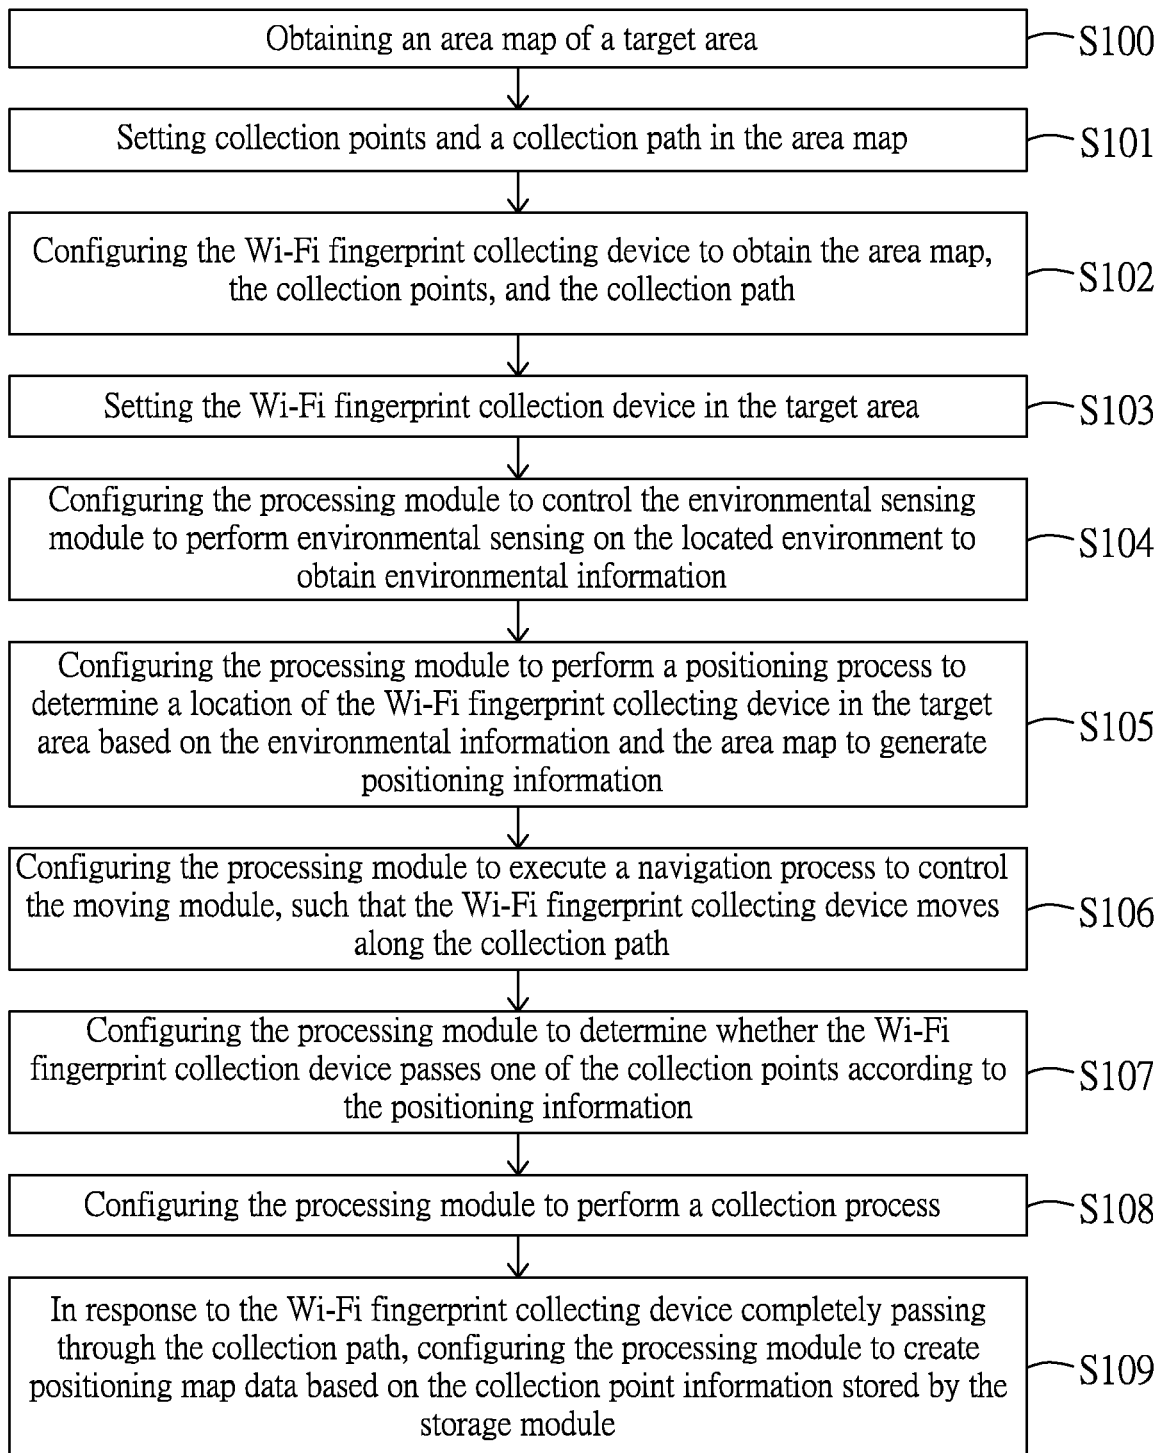 Obtaining an area map of a target area
S100
Setting collection points and a collection path in the area map
S101
Configuring the Wi-Fi fingerprint collecting device to obtain the area map,
the collection points, and the collection path
S102
Setting the Wi-Fi fingerprint collection device in the target area
S103
Configuring the processing module to control the environmental sensing
module to perform environmental sensing on the located environment to
obtain environmental information
S104
Configuring the processing module to perform a positioning process to
determine a location of the Wi-Fi fingerprint collecting device in the target
area based on the environmental information and the area map to generate
positioning information
S105
Configuring the processing module to execute a navigation process to control
the moving module, such that the Wi-Fi fingerprint collecting device moves
along the collection path
S106
Configuring the processing module to determine whether the Wi-Fi
fingerprint collection device passes one of the collection points according to
the positioning information
S107
Configuring the processing module to perform a collection process
S108
In response to the Wi-Fi fingerprint collecting device completely passing
through the collection path, configuring the processing module to create
positioning map data based on the collection point information stored by the
storage module
S109